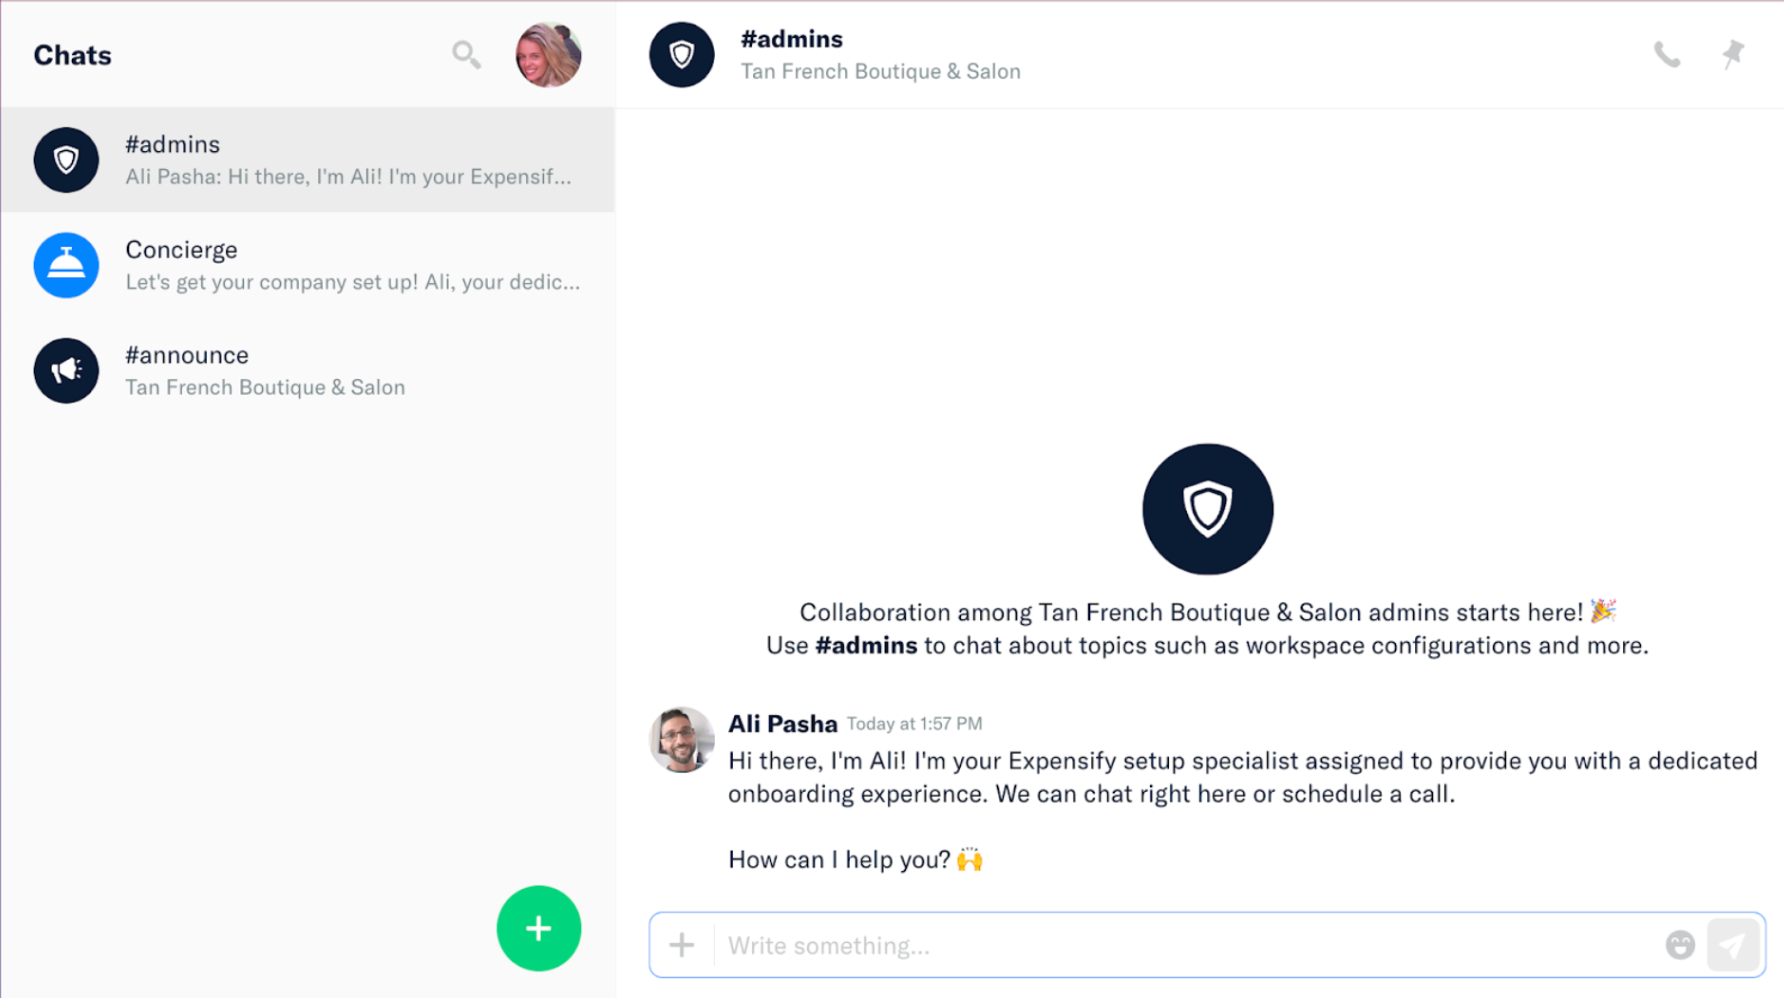 Chats
#admins
Ali Pasha: Hi there, I'm Ali! I'm your Expensif...
Concierge
Let's get your company set up! Ali, your dedic...
#announce
Tan French Boutique & Salon
#admins
Tan French Boutique & Salon
Collaboration among Tan French Boutique & Salon admins starts here! 🎉
Use #admins to chat about topics such as workspace configurations and more.
Ali Pasha Today at 1:57 PM
Hi there, I'm Ali! I'm your Expensify setup specialist assigned to provide you with a dedicated
onboarding experience. We can chat right here or schedule a call.
How can I help you? 🙌
Write something...